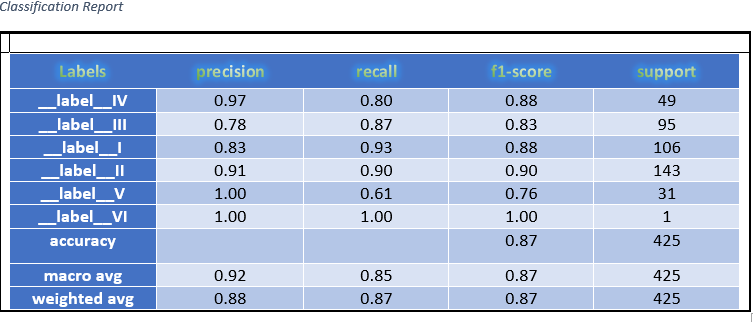 Classification Report
Labels precision recall f1-score support
__label__IV 0.97 0.80 0.88 49
__label__III 0.78 0.87 0.83 95
__label__I 0.83 0.93 0.88 106
__label__II 0.91 0.90 0.90 143
__label__V 1.00 0.61 0.76 31
__label__VI 1.00 1.00 1.00 1
accuracy 0.87 425
macro avg 0.92 0.85 0.87 425
weighted avg 0.88 0.87 0.87 425